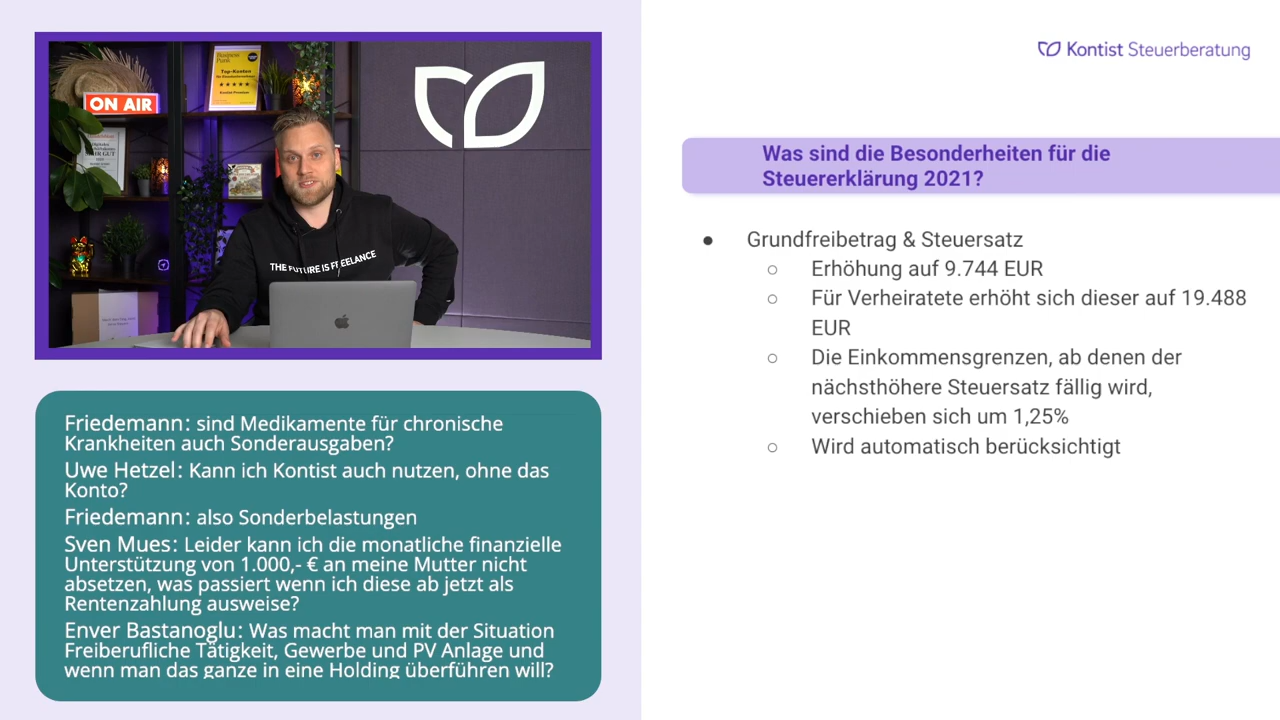 ON AIR
Business Punk
Top-Konten
THE FUTURE IS FREELANCE
Friedemann: sind Medikamente für chronische
Krankheiten auch Sonderausgaben?
Uwe Hetzel: Kann ich Kontist auch nutzen, ohne das
Konto?
Friedemann: also Sonderbelastungen
Sven Mues: Leider kann ich die monatliche finanzielle
Unterstützung von 1.000,- € an meine Mutter nicht
absetzen, was passiert wenn ich diese ab jetzt als
Rentenzahlung ausweise?
Enver Bastanoglu: Was macht man mit der Situation
Freiberufliche Tätigkeit, Gewerbe und PV Anlage und
wenn man das ganze in eine Holding überführen will?
Kontist Steuerberatung
Was sind die Besonderheiten für die
Steuererklärung 2021?
● Grundfreibetrag & Steuersatz
○ Erhöhung auf 9.744 EUR
○ Für Verheiratete erhöht sich dieser auf 19.488
EUR
○ Die Einkommensgrenzen, ab denen der
nächsthöhere Steuersatz fällig wird,
verschieben sich um 1,25%
○ Wird automatisch berücksichtigt